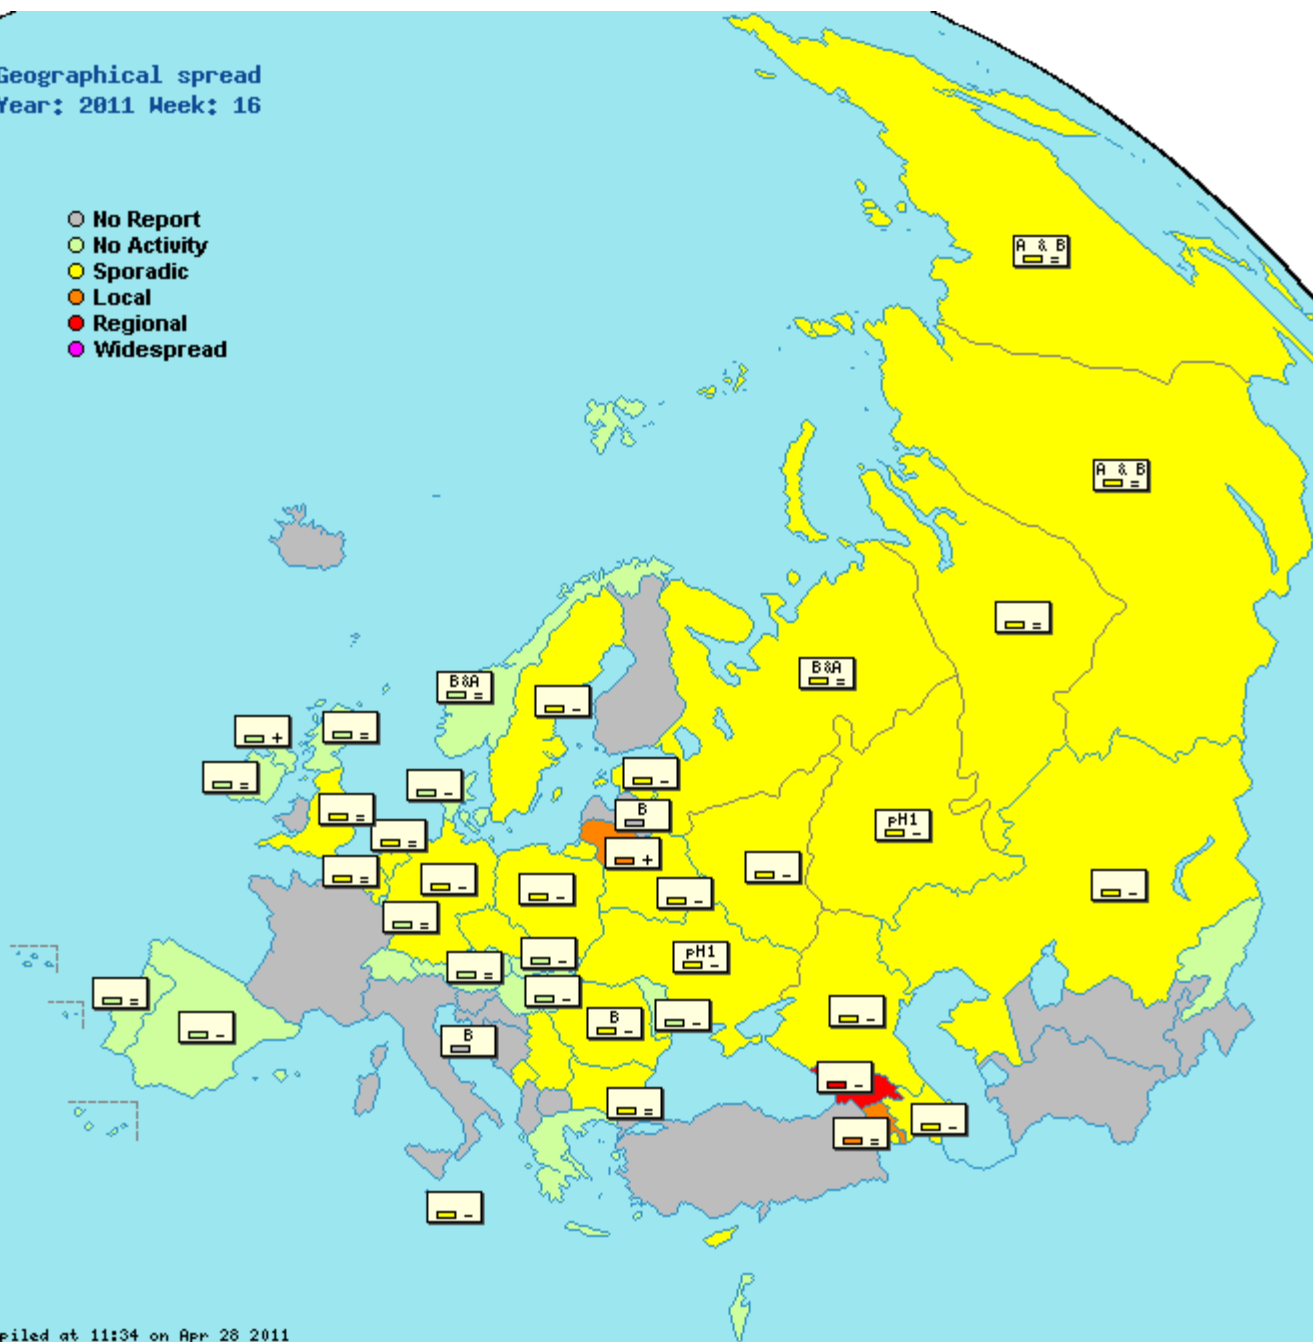 Geographical spread
Year: 2011 Week: 16
No Report
No Activity
Sporadic
Local
Regional
Widespread
A & B
=
A & B
=
=
B&A
=
B&A
=
-
+
=
=
-
-
=
B
=
+
=
-
-
-
-
pH1
-
-
=
-
=
-
pH1
-
=
-
-
B
-
-
-
B
-
=
-
=
-
-
piled at 11:34 on Apr 28 2011